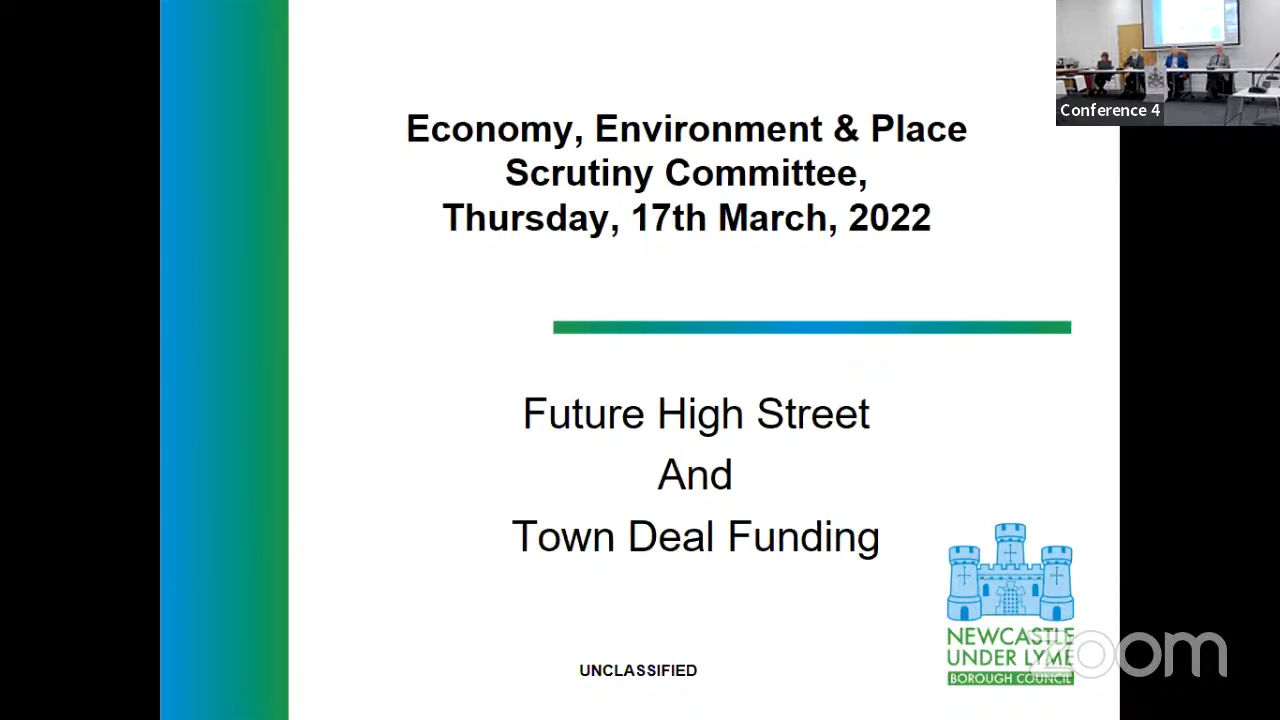 Conference 4
Economy, Environment & Place
Scrutiny Committee,
Thursday, 17th March, 2022
Future High Street
And
Town Deal Funding
NEWCASTLE
UNDER LYME
BOROUGH COUNCIL
zoom
UNCLASSIFIED